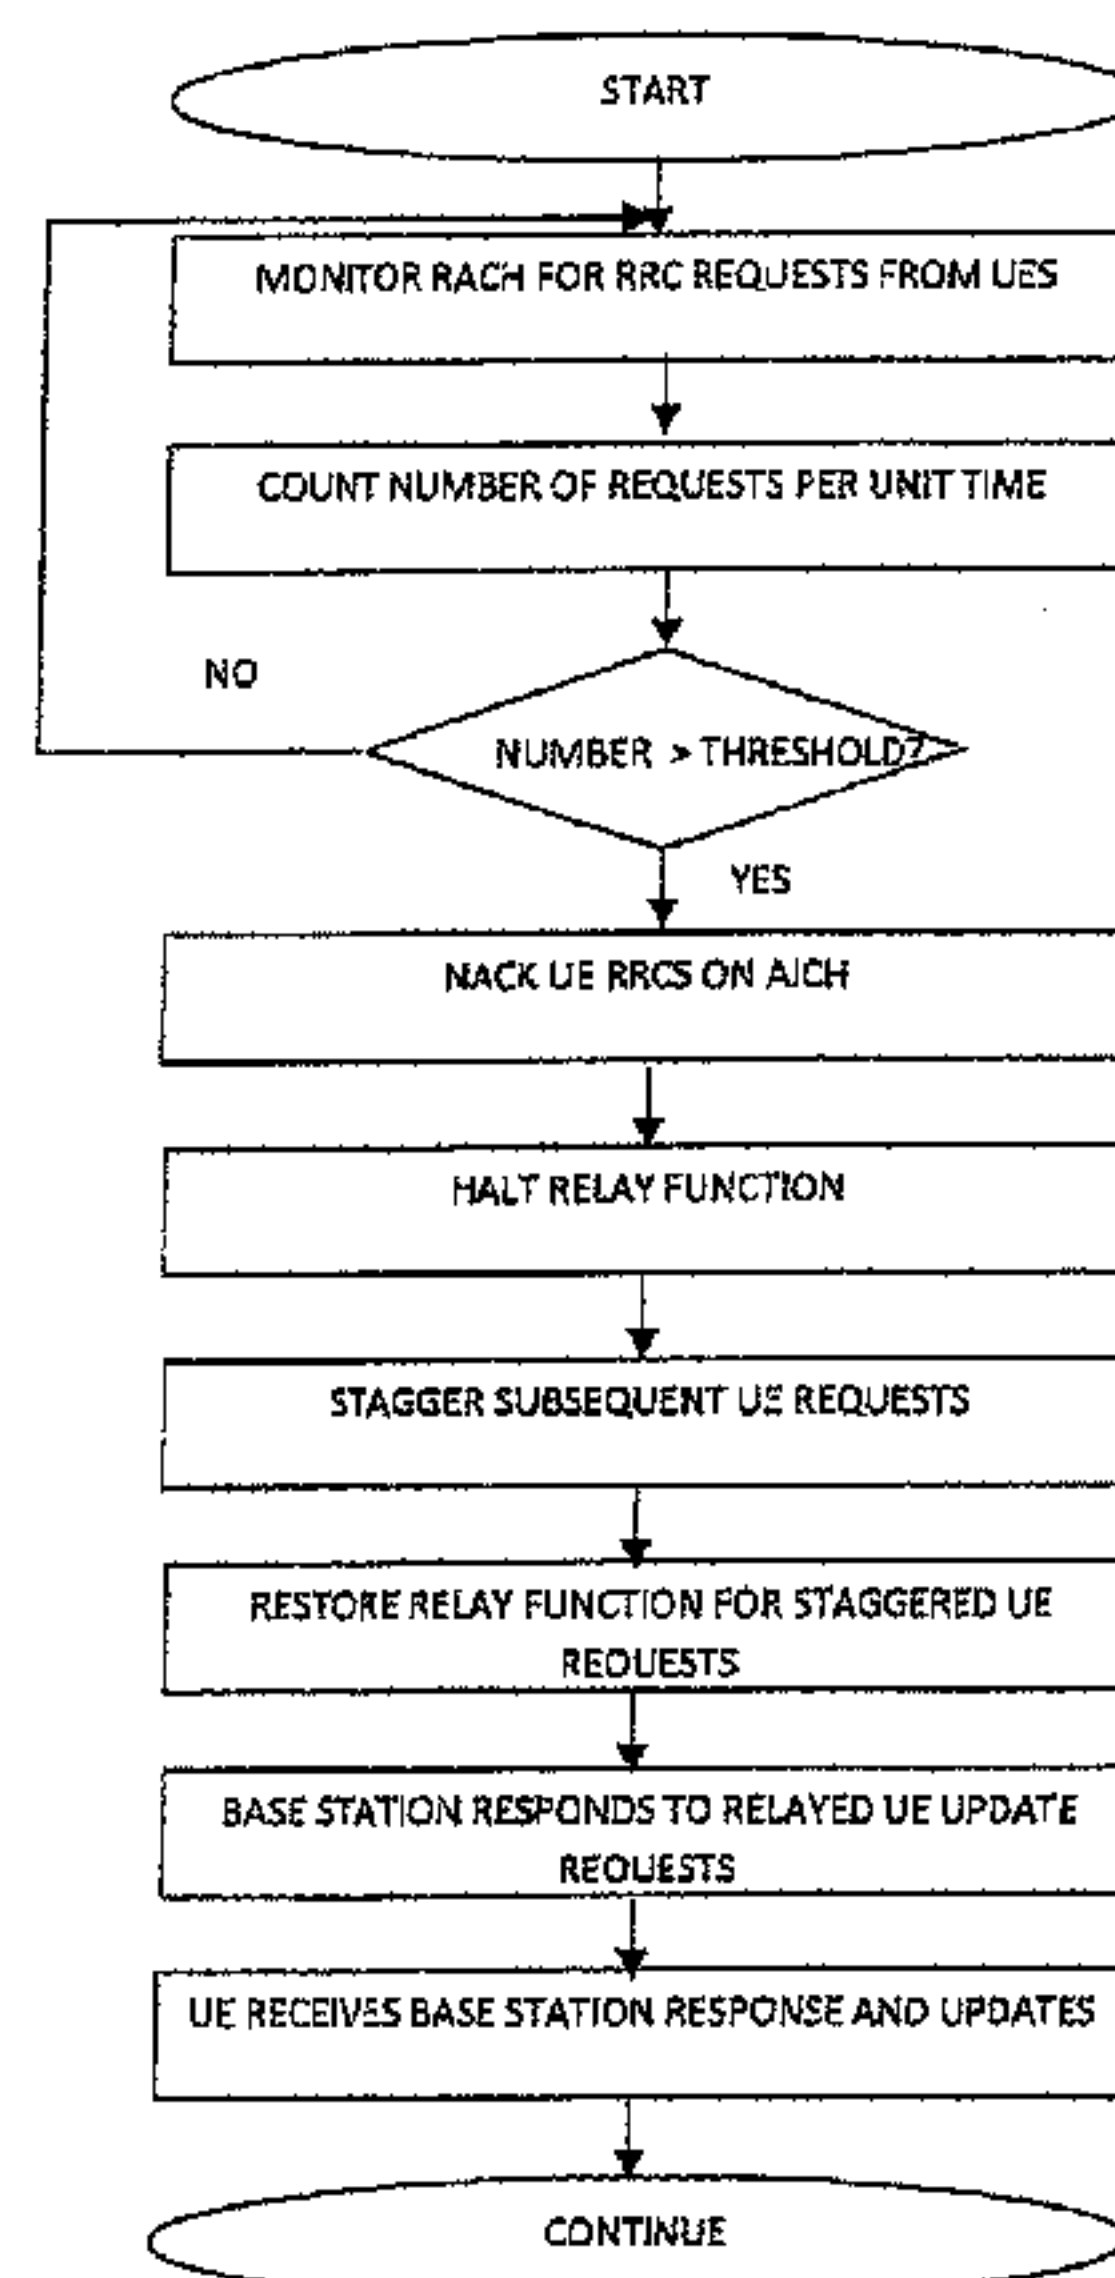 START
MONITOR RACH FOR RRC REQUESTS FROM UES
COUNT NUMBER OF REQUESTS PER UNIT TIME
NO
NUMBER > THRESHOLD?
YES
NACK UE RRCS ON AICH
HALT RELAY FUNCTION
STAGGER SUBSEQUENT UE REQUESTS
RESTORE RELAY FUNCTION FOR STAGGERED UE
REQUESTS
BASE STATION RESPONDS TO RELAYED UE UPDATE
REQUESTS
UE RECEIVES BASE STATION RESPONSE AND UPDATES
CONTINUE